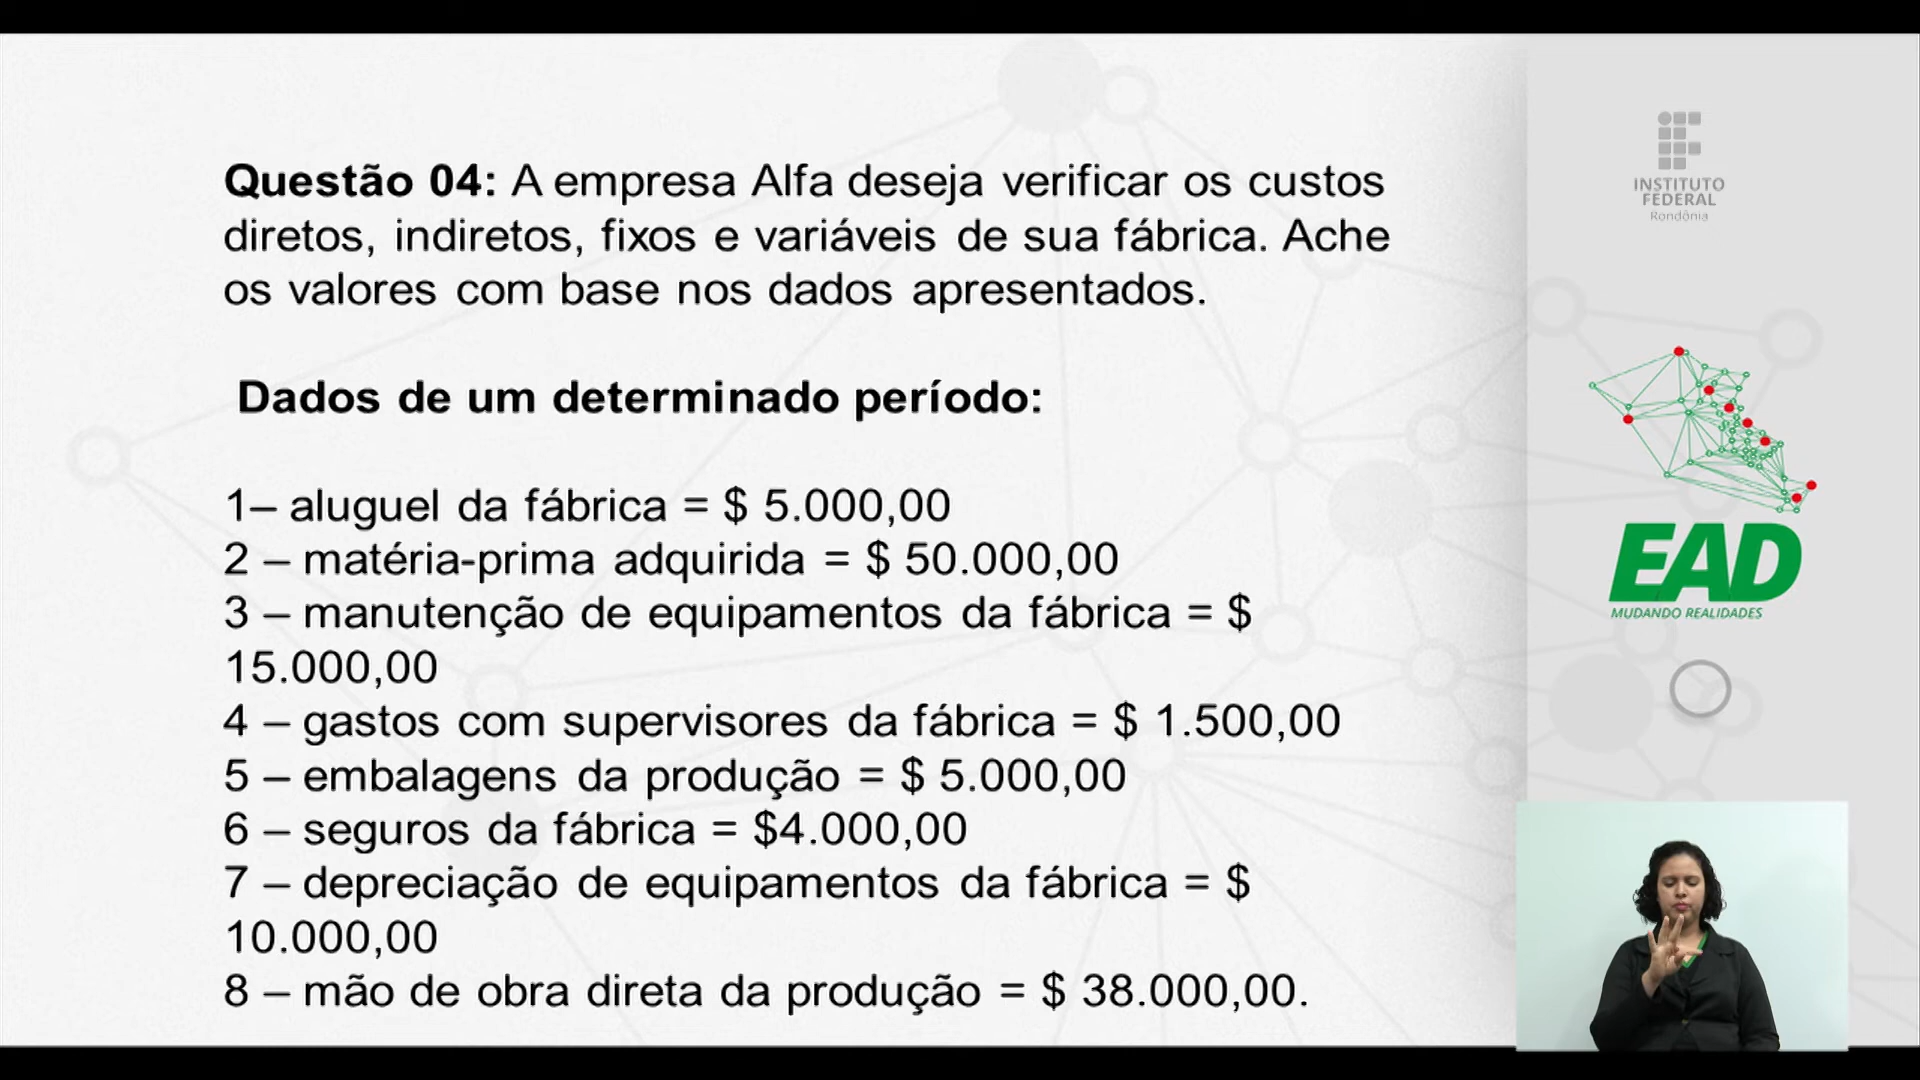 Questão 04: A empresa Alfa deseja verificar os custos
diretos, indiretos, fixos e variáveis de sua fábrica. Ache
os valores com base nos dados apresentados.
Dados de um determinado período:
1– aluguel da fábrica = $ 5.000,00
2 – matéria-prima adquirida = $ 50.000,00
3 – manutenção de equipamentos da fábrica = $
15.000,00
4 – gastos com supervisores da fábrica = $ 1.500,00
5 – embalagens da produção = $ 5.000,00
6 – seguros da fábrica = $4.000,00
7 – depreciação de equipamentos da fábrica = $
10.000,00
8 – mão de obra direta da produção = $ 38.000,00.
INSTITUTO
FEDERAL
Rondônia
EAD
MUDANDO REALIDADES